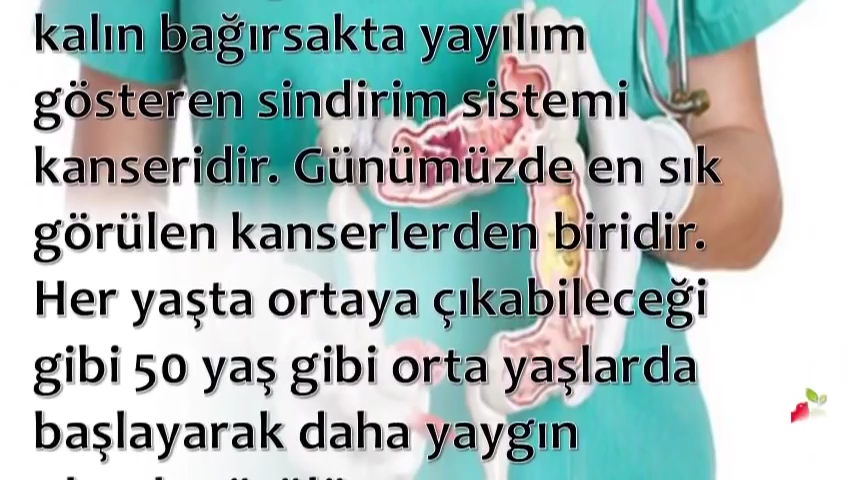 kalın bağırsakta yayılım
gösteren sindirim sistemi
kanseridir. Günümüzde en sık
görülen kanserlerden biridir.
Her yaşta ortaya çıkabileceği
gibi 50 yaş gibi orta yaşlarda
başlayarak daha yaygın